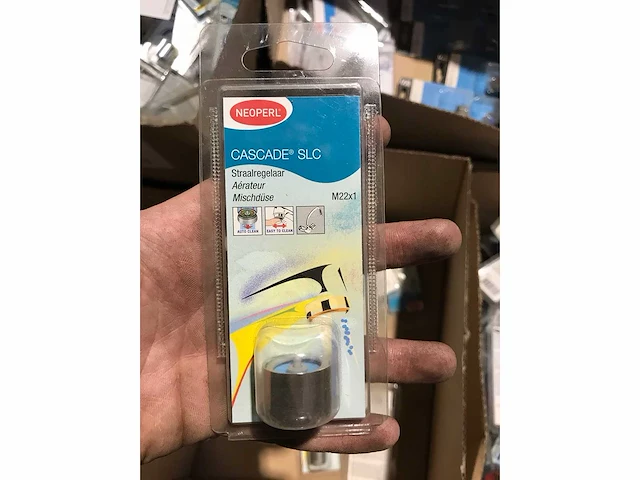 NEOPERL®
CASCADE® SLC
Straalregelaar
Aérateur
Mischdüse
M22x1
AUTO CLEAN
EASY TO CLEAN